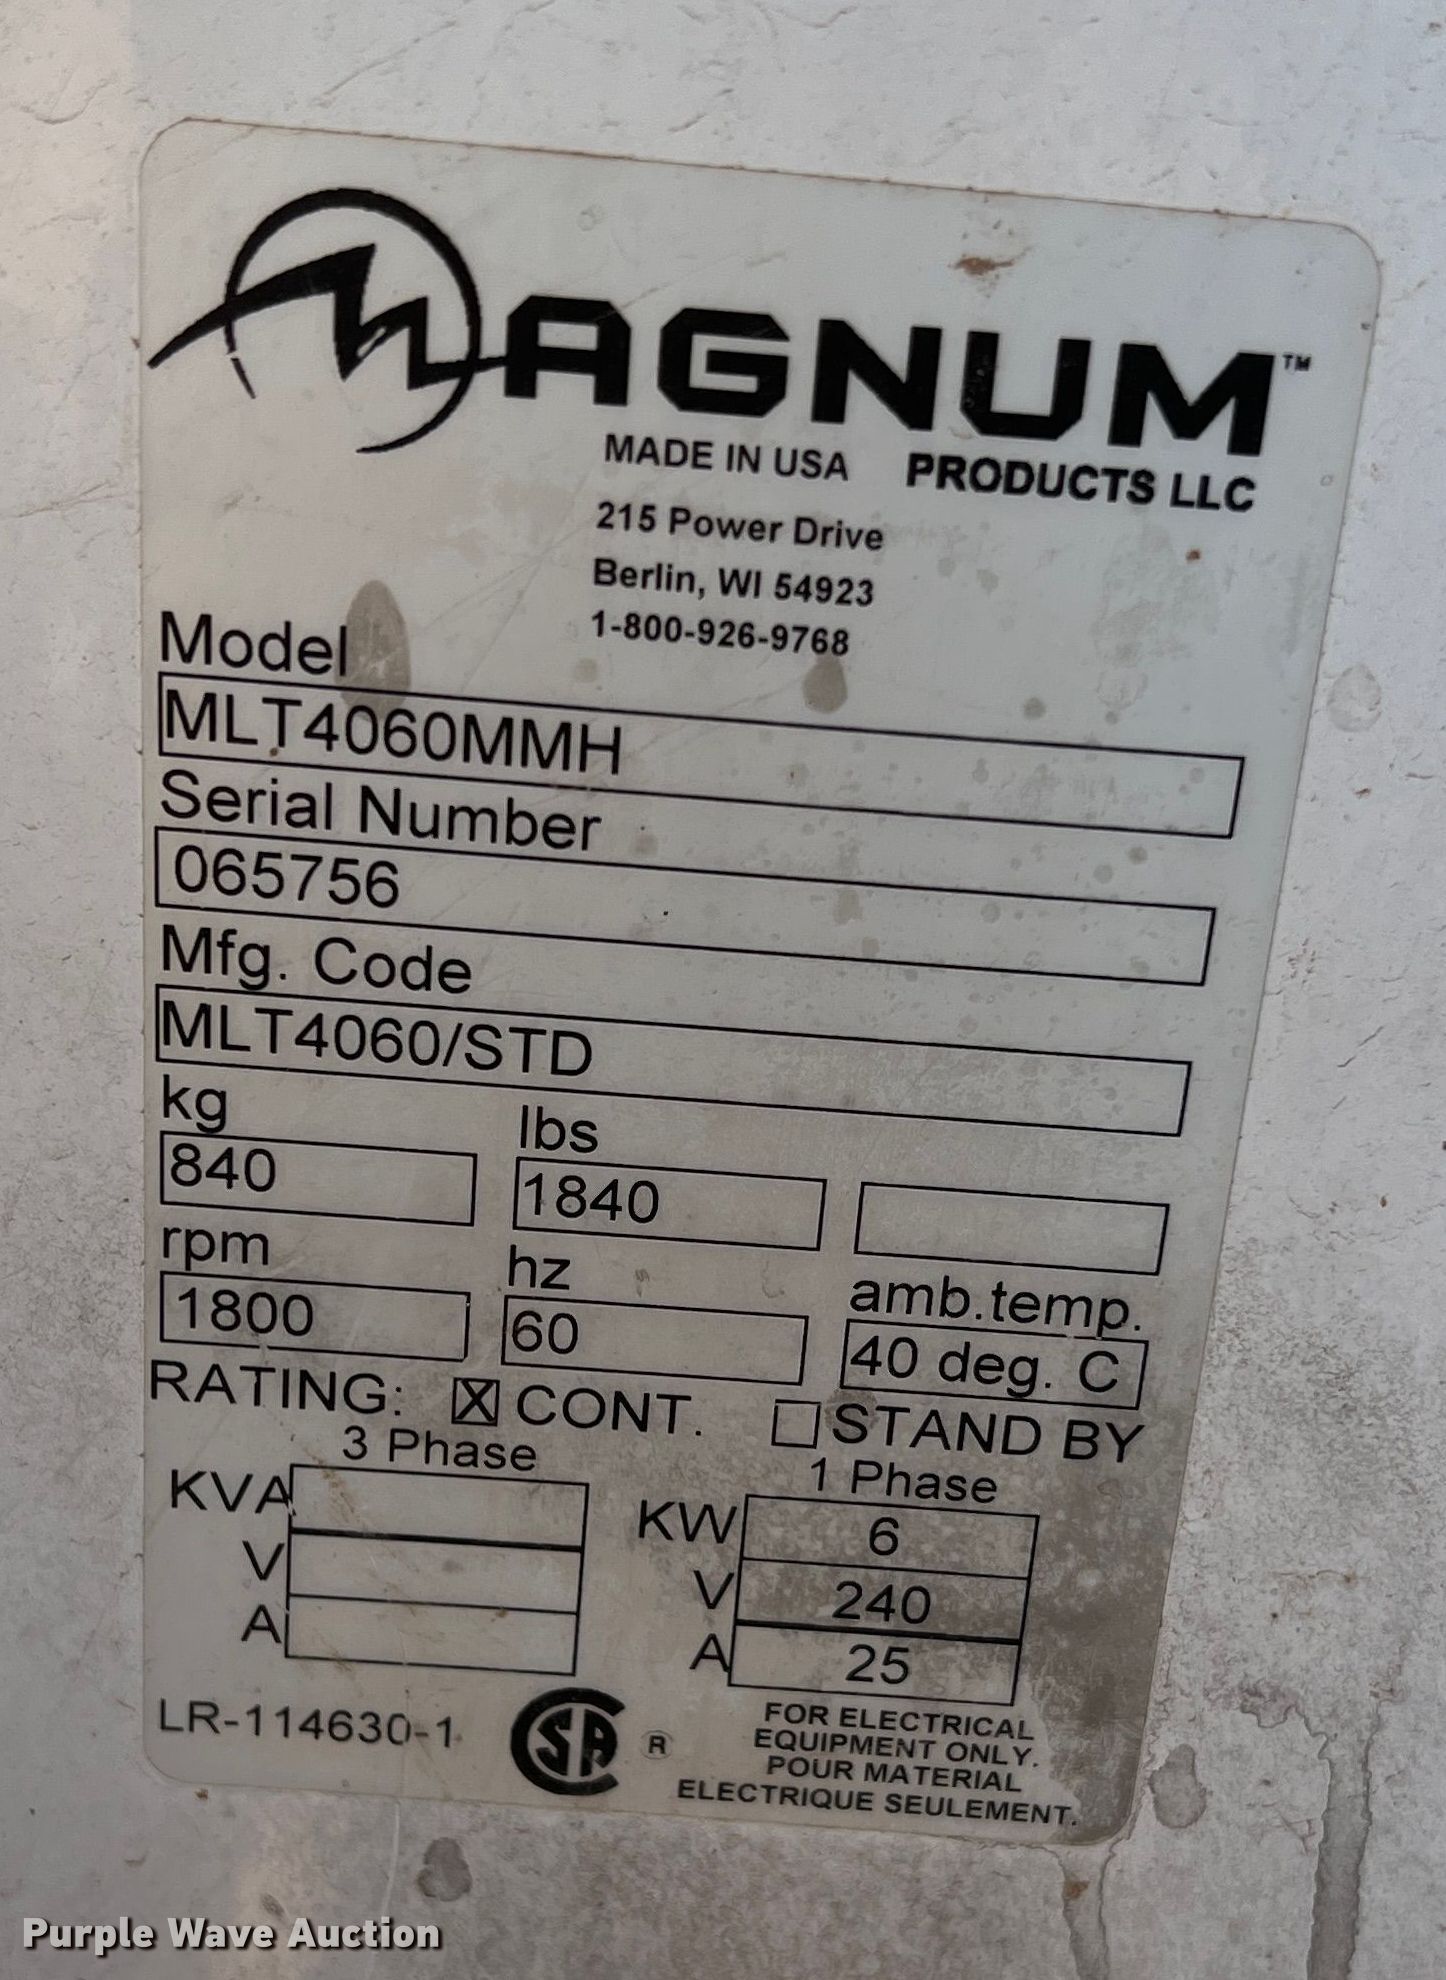 MAGNUM™
MADE IN USA PRODUCTS LLC
215 Power Drive
Berlin, WI 54923
1-800-926-9768
Model
MLT4060MMH
Serial Number
065756
Mfg. Code
MLT4060/STD
kg lbs
840 1840
rpm hz amb.temp.
1800 60 40 deg. C
RATING: X CONT. STAND BY
3 Phase 1 Phase
KVA KW 6
V V 240
A A 25
LR-114630-1 CSA ®
FOR ELECTRICAL
EQUIPMENT ONLY.
POUR MATERIAL
ELECTRIQUE SEULEMENT.
Purple Wave Auction